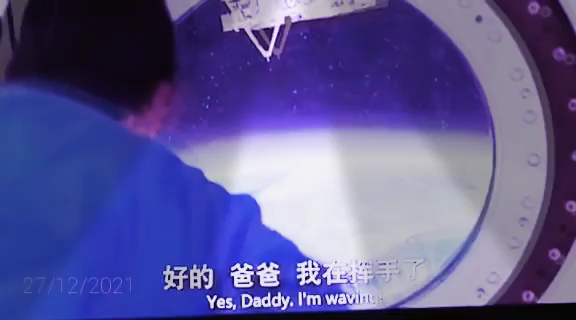 好的 爸爸 我在挥手了
Yes, Daddy. I'm waving.
27/12/2021